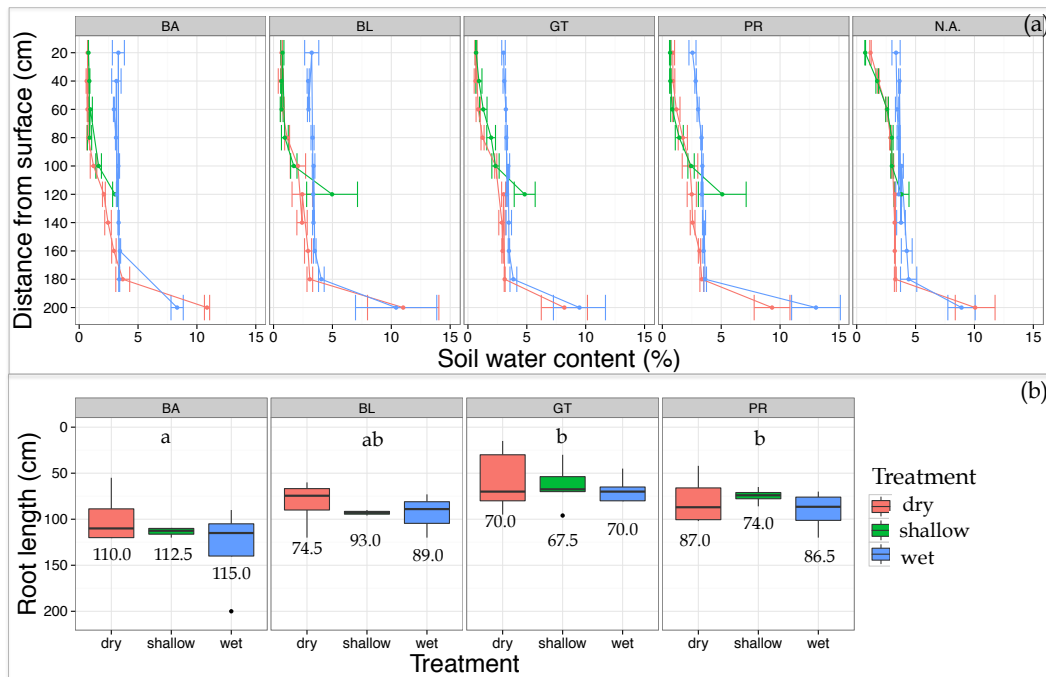 (a)
BA BL GT PR N.A.
Distance from surface (cm)
20
40
60
80
100
120
140
160
180
200
0 5 10 15 0 5 10 15 0 5 10 15 0 5 10 15 0 5 10 15
Soil water content (%)
(b)
BA BL GT PR
Root length (cm)
0
50
100
150
200
a ab b b
110.0 112.5 115.0
74.5 93.0 89.0
70.0 67.5 70.0
87.0 74.0 86.5
dry shallow wet dry shallow wet dry shallow wet dry shallow wet
Treatment
Treatment
dry
shallow
wet